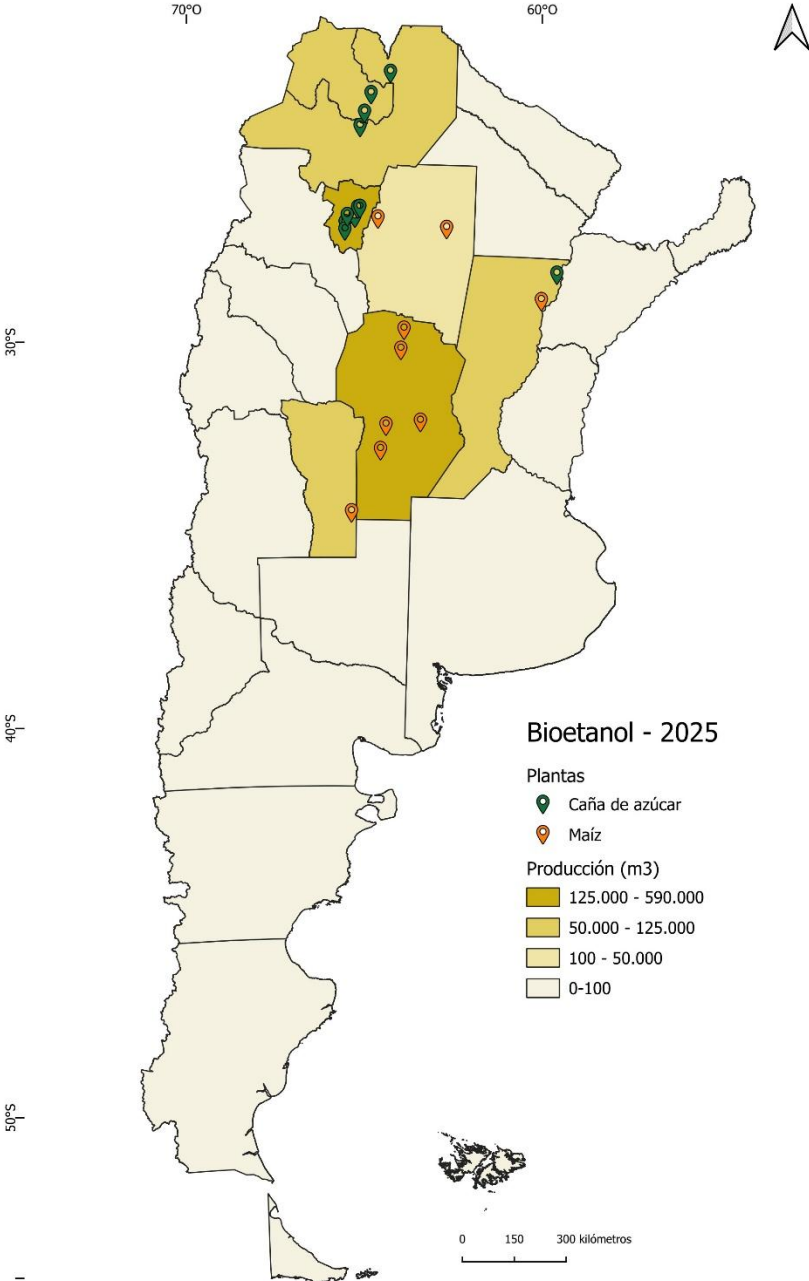 70°O 60°O
30°S
40°S
50°S
Bioetanol - 2025
Plantas
Caña de azúcar
Maíz
Producción (m3)
125.000 - 590.000
50.000 - 125.000
100 - 50.000
0-100
0 150 300 kilómetros